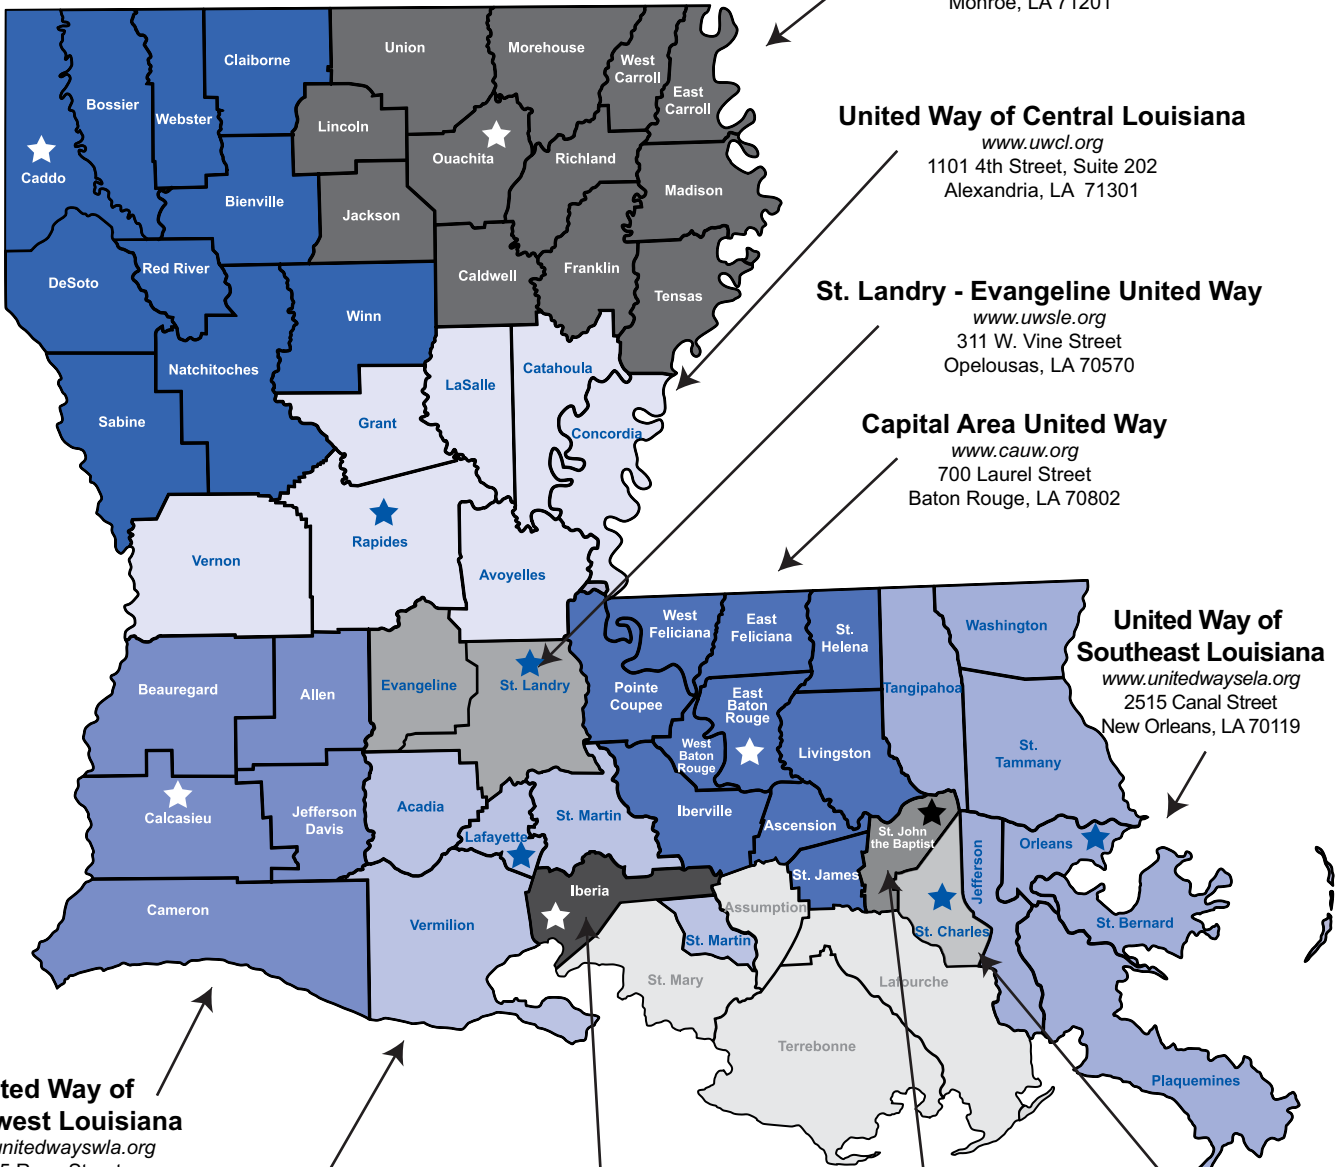 Monroe, LA 71201
Claiborne
Union
Morehouse
West
Carroll
East
Carroll
Bossier
Webster
Lincoln
Caddo
Ouachita
Richland
Madison
Bienville
Jackson
DeSoto
Red River
Caldwell
Franklin
Tensas
Winn
Natchitoches
LaSalle
Catahoula
Sabine
Grant
Concordia
Vernon
Rapides
Avoyelles
United Way of Central Louisiana
www.uwcl.org
1101 4th Street, Suite 202
Alexandria, LA 71301
St. Landry - Evangeline United Way
www.uwsle.org
311 W. Vine Street
Opelousas, LA 70570
Capital Area United Way
www.cauw.org
700 Laurel Street
Baton Rouge, LA 70802
United Way of
Southeast Louisiana
www.unitedwaysela.org
2515 Canal Street
New Orleans, LA 70119
West
Feliciana
East
Feliciana
St.
Helena
Washington
Beauregard
Allen
Evangeline
St. Landry
Pointe
Coupee
East
Baton
Rouge
Tangipahoa
West
Baton
Rouge
Livingston
St.
Tammany
Calcasieu
Jefferson
Davis
Acadia
Lafayette
St. Martin
Iberville
Ascension
St. John
the Baptist
Jefferson
Orleans
St. James
Cameron
Vermilion
Iberia
Assumption
St. Martin
St. Charles
St. Bernard
St. Mary
Lafourche
Terrebonne
Plaquemines
ted Way of
west Louisiana
unitedwayswla.org